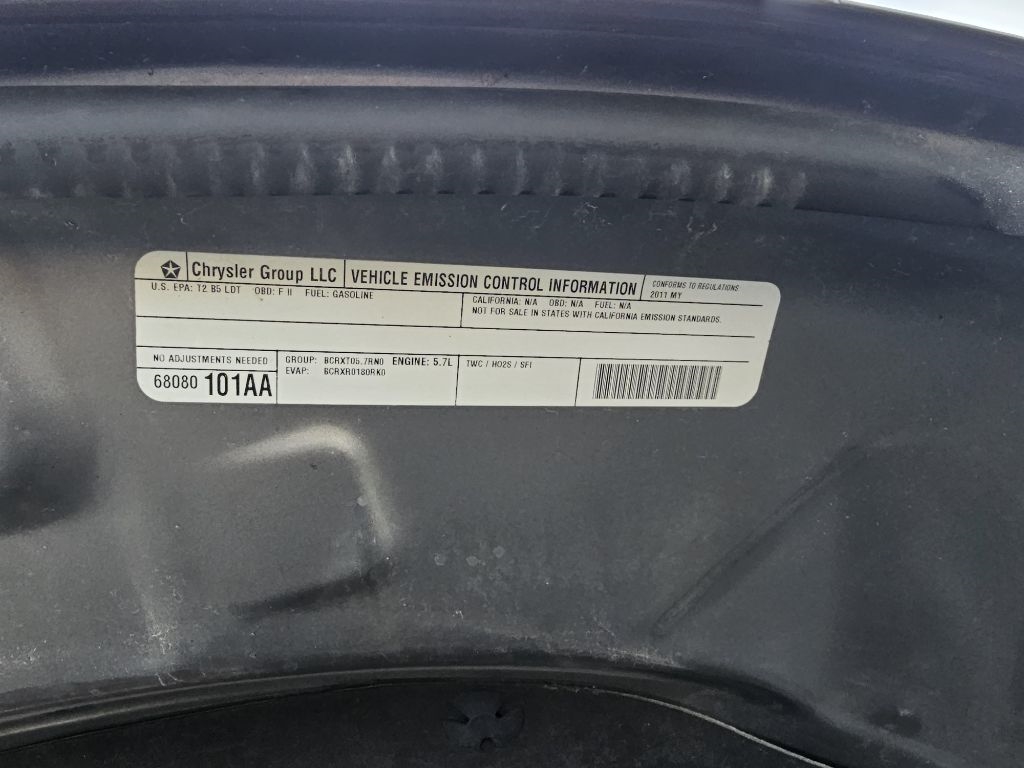 Chrysler Group LLC
VEHICLE EMISSION CONTROL INFORMATION
CONFORMS TO REGULATIONS
2011 MY
U.S. EPA: T2 B5 LDT OBD: F II FUEL: GASOLINE
CALIFORNIA: N/A OBD: N/A FUEL: N/A
NOT FOR SALE IN STATES WITH CALIFORNIA EMISSION STANDARDS.
NO ADJUSTMENTS NEEDED
68080 101AA
GROUP: BCRXT05.7RN0 ENGINE: 5.7L
EVAP: BCRXR0180RK0
TWC / HO2S / SFI